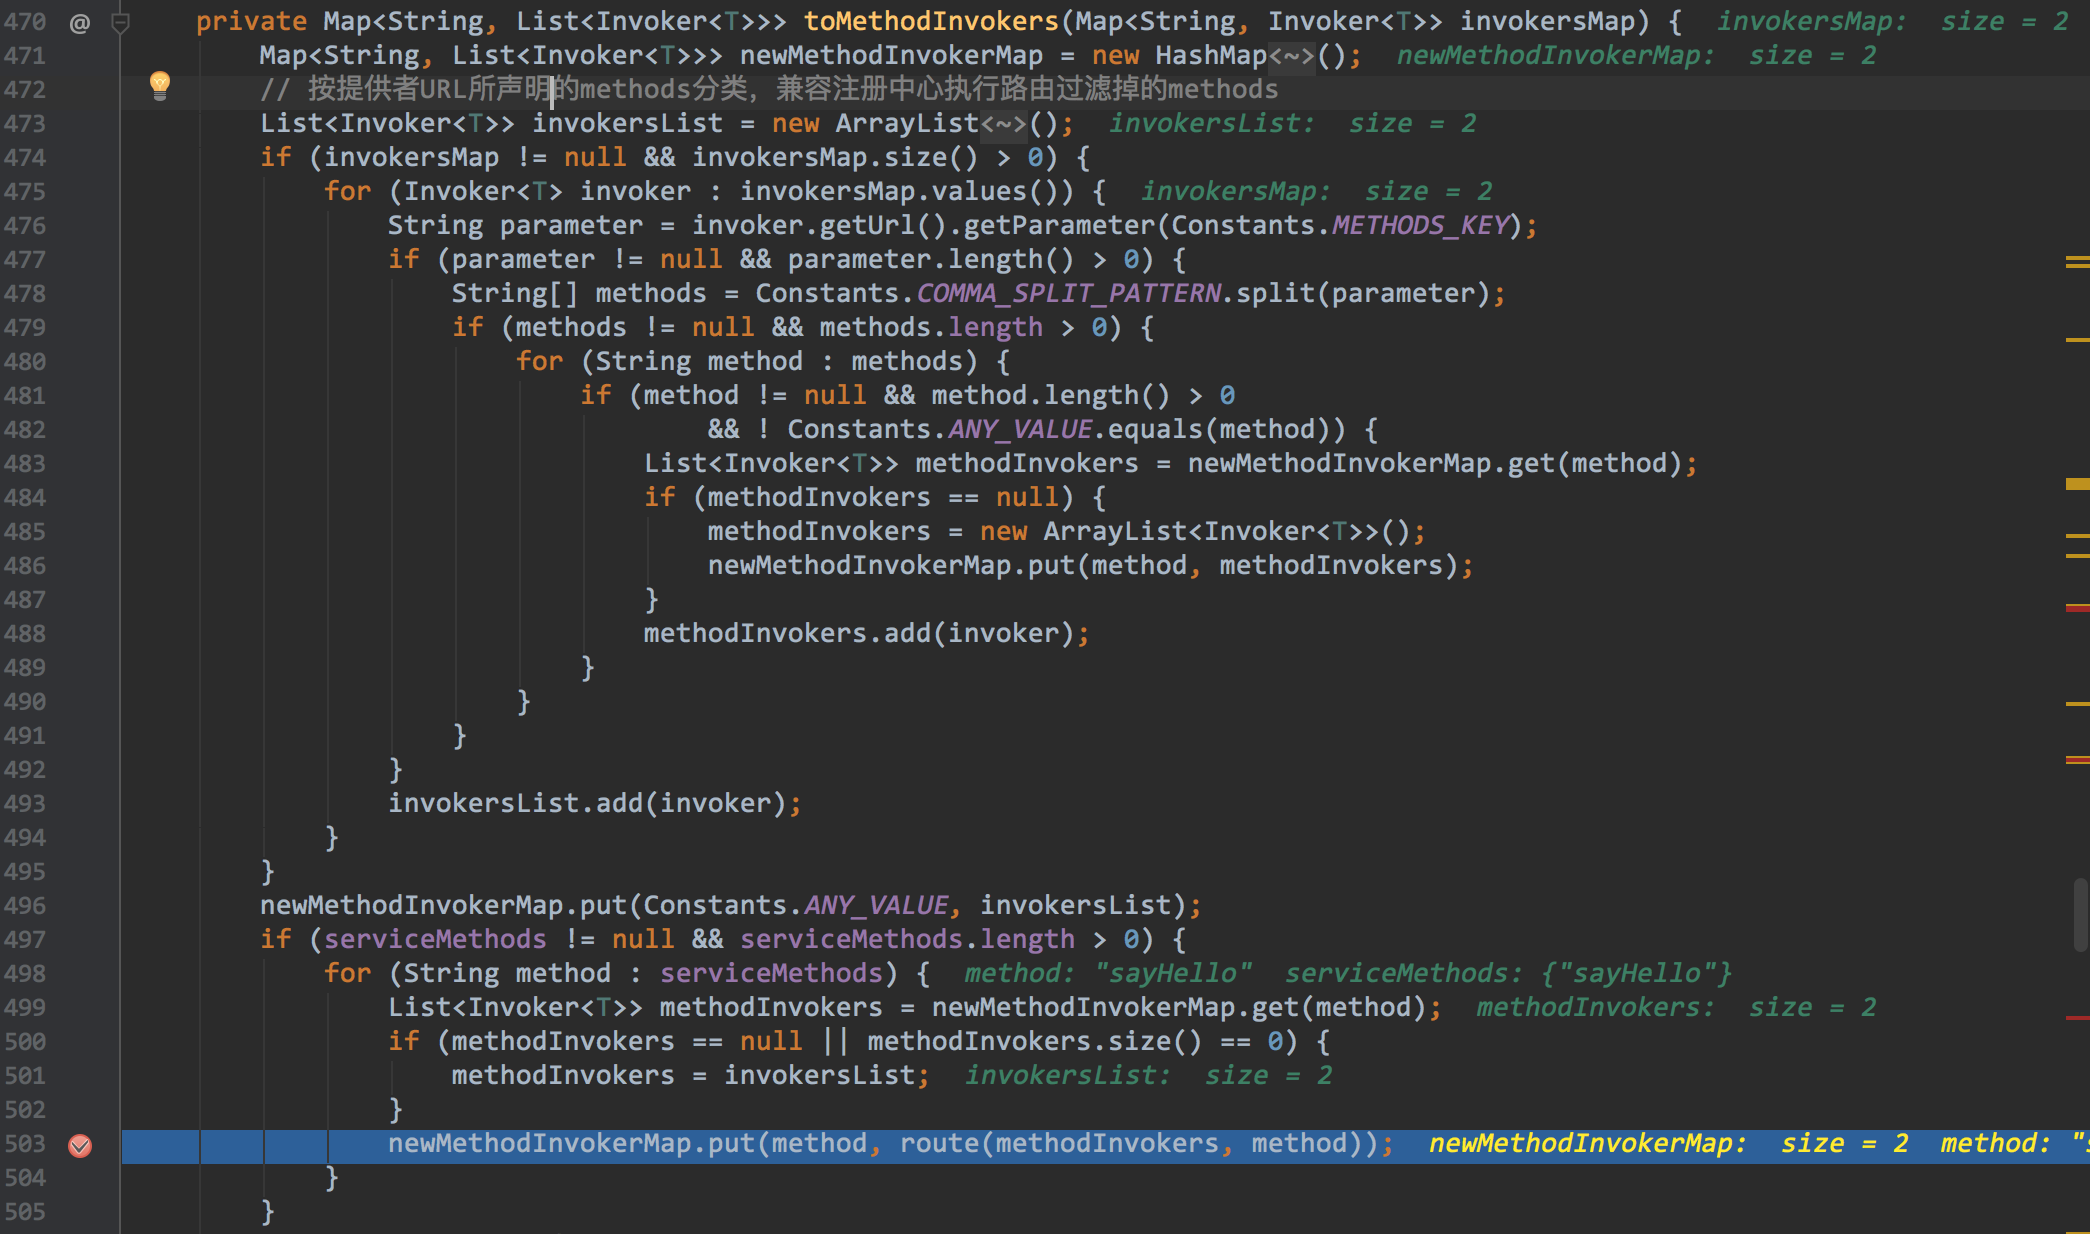 470 @ private Map<String, List<Invoker<T>>> toMethodInvokers(Map<String, Invoker<T>> invokersMap) { invokersMap: size = 2
471 Map<String, List<Invoker<T>>> newMethodInvokerMap = new HashMap<~>(); newMethodInvokerMap: size = 2
472 // 按提供者URL所声明的methods分类，兼容注册中心执行路由过滤掉的methods
473 List<Invoker<T>> invokersList = new ArrayList<~>(); invokersList: size = 2
474 if (invokersMap != null && invokersMap.size() > 0) {
475 for (Invoker<T> invoker : invokersMap.values()) { invokersMap: size = 2
476 String parameter = invoker.getUrl().getParameter(Constants.METHODS_KEY);
477 if (parameter != null && parameter.length() > 0) {
478 String[] methods = Constants.COMMA_SPLIT_PATTERN.split(parameter);
479 if (methods != null && methods.length > 0) {
480 for (String method : methods) {
481 if (method != null && method.length() > 0
482 && ! Constants.ANY_VALUE.equals(method)) {
483 List<Invoker<T>> methodInvokers = newMethodInvokerMap.get(method);
484 if (methodInvokers == null) {
485 methodInvokers = new ArrayList<Invoker<T>>();
486 newMethodInvokerMap.put(method, methodInvokers);
487 }
488 methodInvokers.add(invoker);
489 }
490 }
491 }
492 }
493 invokersList.add(invoker);
494 }
495 }
496 newMethodInvokerMap.put(Constants.ANY_VALUE, invokersList);
497 if (serviceMethods != null && serviceMethods.length > 0) {
498 for (String method : serviceMethods) { method: "sayHello" serviceMethods: {"sayHello"}
499 List<Invoker<T>> methodInvokers = newMethodInvokerMap.get(method); methodInvokers: size = 2
500 if (methodInvokers == null || methodInvokers.size() == 0) {
501 methodInvokers = invokersList; invokersList: size = 2
502 }
503 newMethodInvokerMap.put(method, route(methodInvokers, method)); newMethodInvokerMap: size = 2 method: "s
504 }
505 }